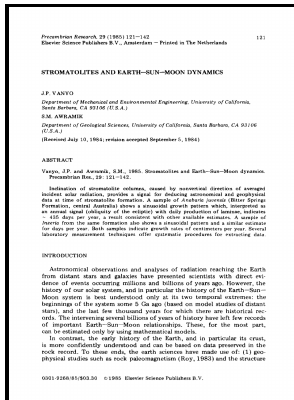 Precambrian Research, 29 (1985) 121—142
121
Elsevier Science Publishers B.V., Amsterdam — Printed in The Netherlands
STROMATOLITES AND EARTH—SUN—MOON DYNAMICS
J.P. VANYO
Department of Mechanical and Environmental Engineering, University of California,
Santa Barbara, CA 93106 (U.S.A.)
S.M. AWRAMIK
Department of Geological Sciences, University of California, Santa Barbara, CA 93106
(U.S.A.)
(Received July 10, 1984; revision accepted September 5, 1984)
ABSTRACT
Vanyo, J.P. and Awramik, S.M., 1985. Stromatolites and Earth—Sun—Moon dynamics.
Precambrian Res., 29: 121—142.
Inclination of stromatolite columns, caused by nonvertical direction of averaged
incident solar radiation, provides a signal for deducing astronomical and geophysical
data at time of stromatolite formation. A sample of Anabaria juvensis (Bitter Springs
Formation, central Australia) shows a sinusoidal growth pattern which, interpreted as
an annual signal (obliquity of the ecliptic) with daily production of laminae, indicates
~ 435 days per year, a result consistent with other available estimates. A sample of
Inzeria from the same formation also shows a sinusoidal pattern and a similar estimate
for days per year. Both samples indicate growth rates of centimeters per year. Several
laboratory measurement techniques offer systematic procedures for extracting data.
INTRODUCTION
Astronomical observations and analyses of radiation reaching the Earth
from distant stars and galaxies have presented scientists with direct evi-
dence of events occurring millions and billions of years ago. However, the
history of our solar system, and in particular the history of the Earth—Sun—
Moon system is best understood only at its two temporal extremes: the
beginnings of the system some 5 Ga ago (based on model studies of distant
stars), and the last few thousand years for which there are historical rec-
ords. The intervening several billions of years of history have left few records
of important Earth—Sun—Moon relationships. These, for the most part,
can be estimated only by using mathematical models.
In contrast, the early history of the Earth, and in particular its crust,
is more confidently understood and can be based on data preserved in the
rock record. To these ends, the earth sciences have made use of: (1) geo-
physical studies such as rock paleomagnetism (Roy, 1983) and the structure
0301-9268/85/$03.30 © 1985 Elsevier Science Publishers B.V.